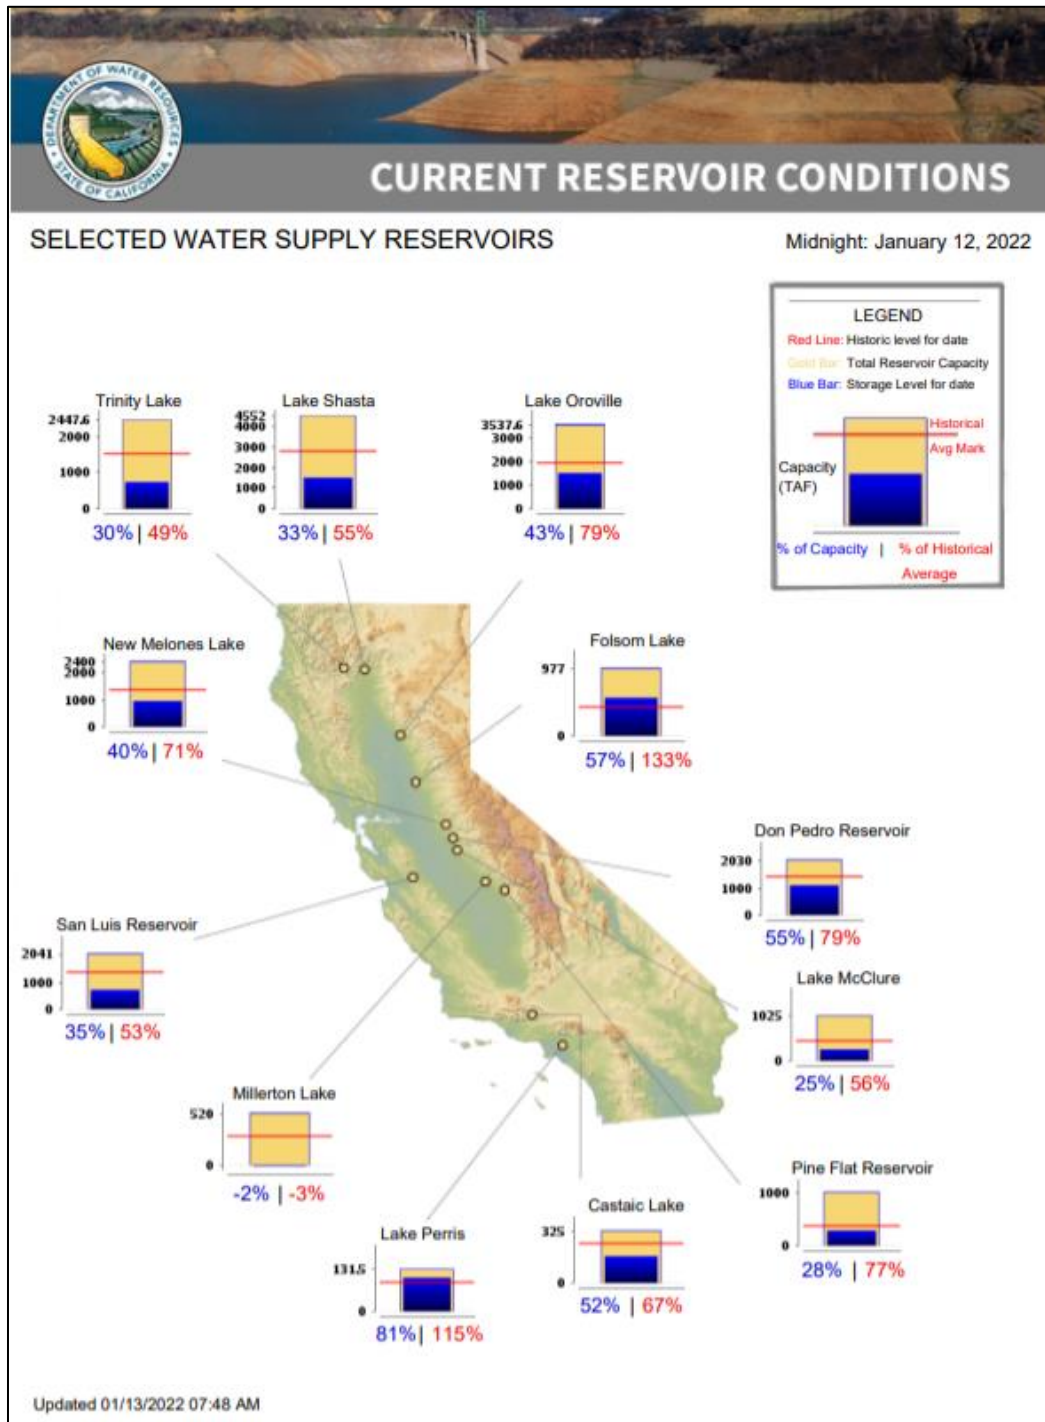 DEPARTMENT OF WATER RESOURCES
STATE OF CALIFORNIA
CURRENT RESERVOIR CONDITIONS
SELECTED WATER SUPPLY RESERVOIRS
Midnight: January 12, 2022
LEGEND
Red Line: Historic level for date
Gold Bar: Total Reservoir Capacity
Blue Bar: Storage Level for date
Historical
Avg Mark
Capacity
(TAF)
% of Capacity | % of Historical
Average
Trinity Lake
2447.6
2000
1000
0
30% | 49%
Lake Shasta
4552
4000
3000
2000
1000
0
33% | 55%
Lake Oroville
3537.6
3000
2000
1000
0
43% | 79%
New Melones Lake
2400
2000
1000
0
40% | 71%
Folsom Lake
977
0
57% | 133%
Don Pedro Reservoir
2030
1000
0
55% | 79%
San Luis Reservoir
2041
1000
0
35% | 53%
Lake McClure
1025
0
25% | 56%
Millerton Lake
520
0
-2% | -3%
Pine Flat Reservoir
1000
0
28% | 77%
Castaic Lake
325
0
52% | 67%
Lake Perris
131.5
0
81% | 115%
Updated 01/13/2022 07:48 AM